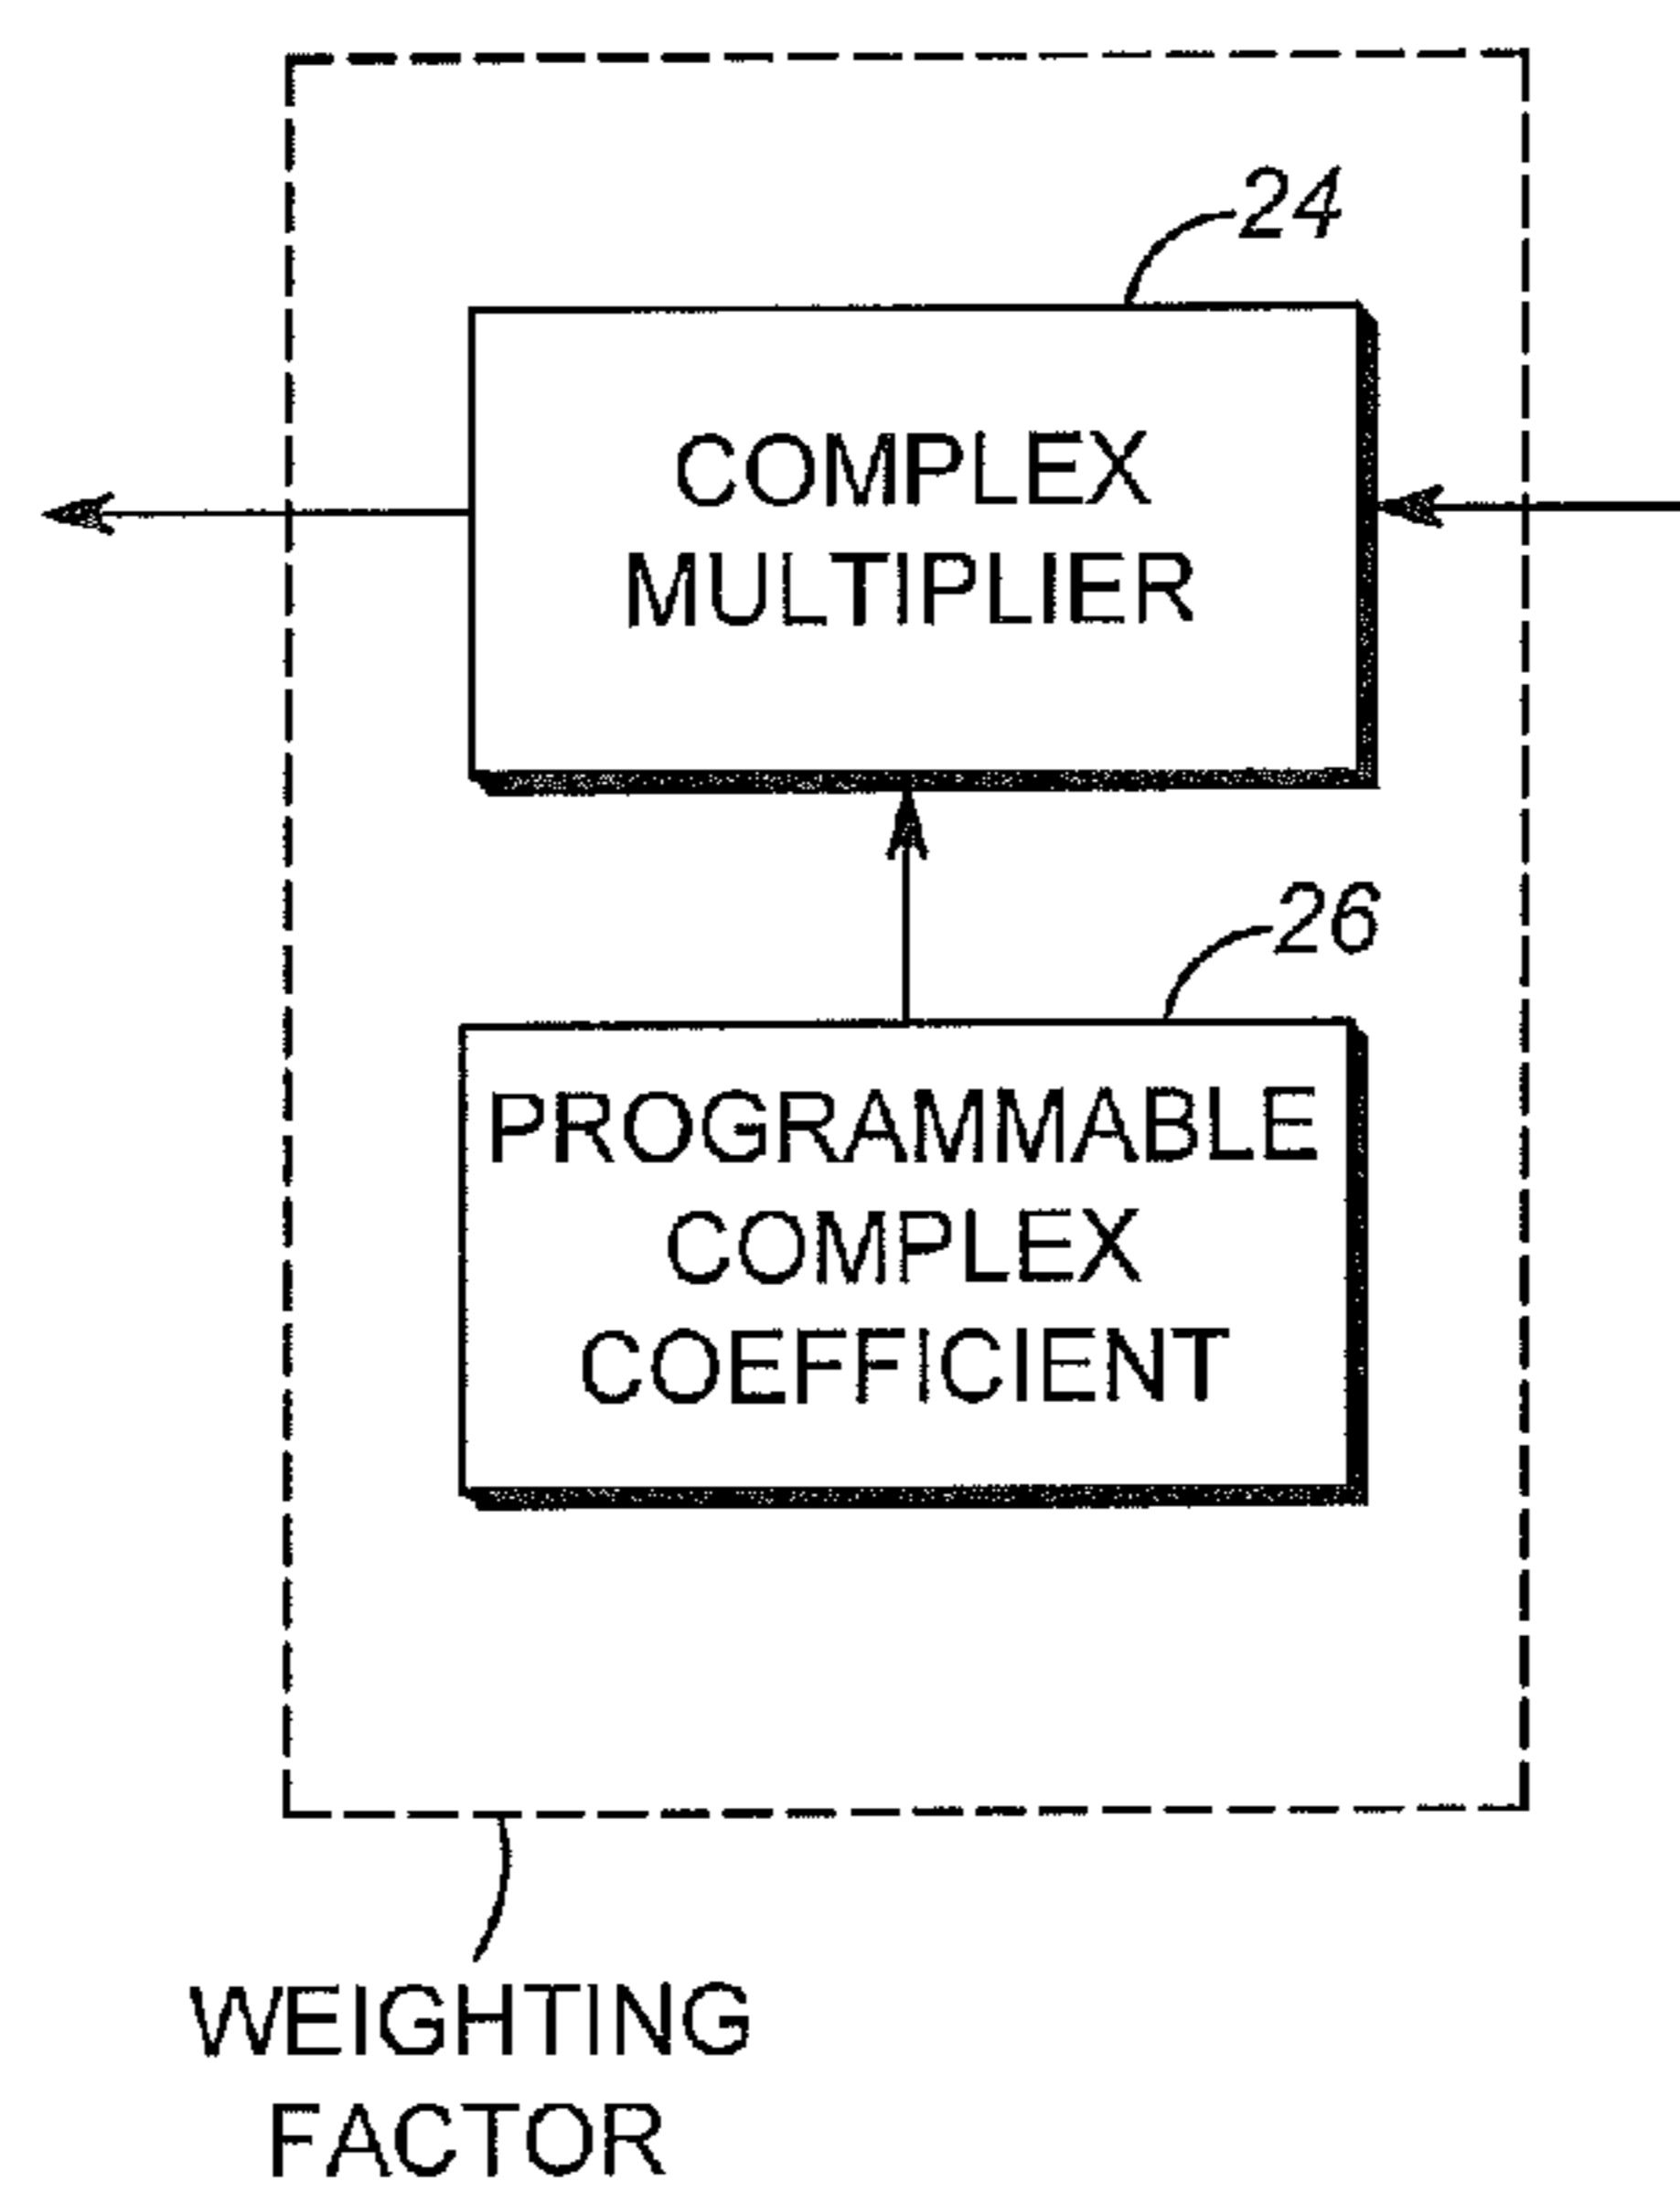 24
COMPLEX
MULTIPLIER
26
PROGRAMMABLE
COMPLEX
COEFFICIENT
WEIGHTING
FACTOR